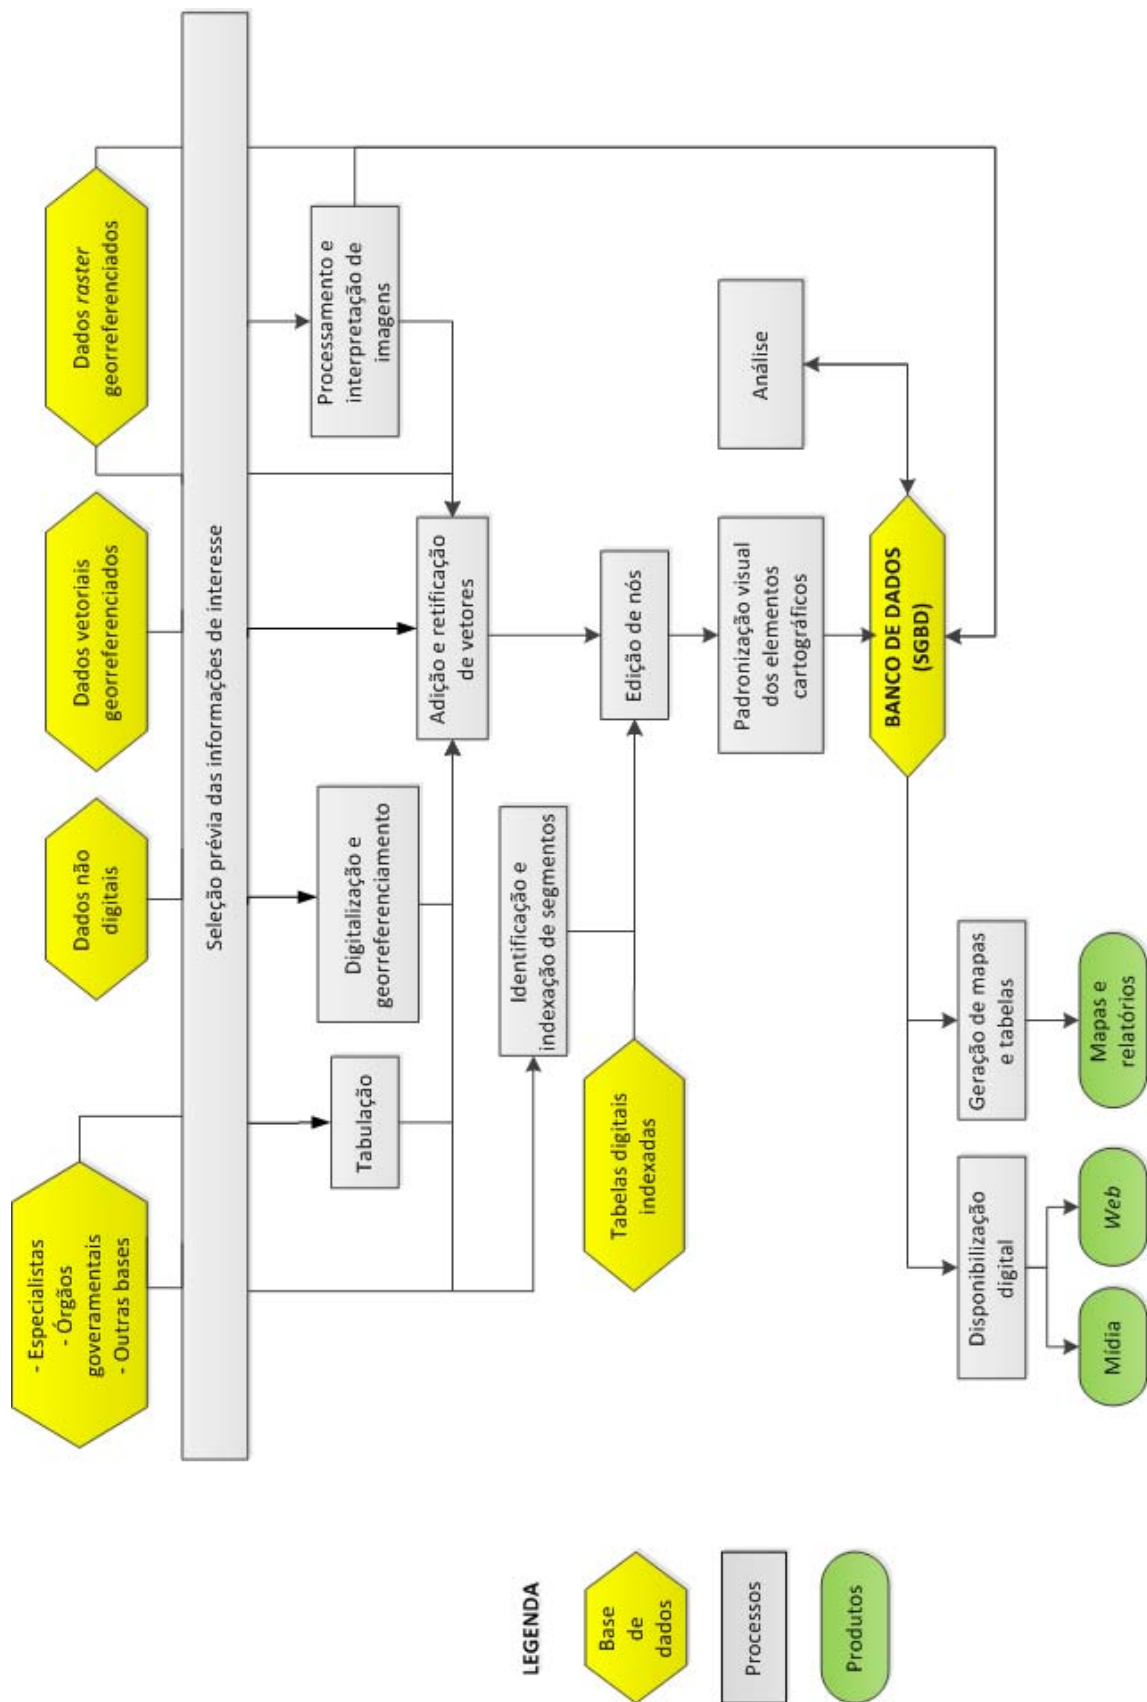 - Especialistas
- Órgãos
goveramentais
- Outras bases
Dados não
digitais
Dados vetoriais
georreferenciados
Dados raster
georreferenciados
Seleção prévia das informações de interesse
Tabulação
Digitalização e
georreferenciamento
Processamento e
interpretação de
imagens
Adição e retificação
de vetores
Identificação e
indexação de segmentos
Tabelas digitais
indexadas
Edição de nós
Padronização visual
dos elementos
cartográficos
Análise
BANCO DE DADOS
(SGBD)
Disponibilização
digital
Geração de mapas
e tabelas
Mídia
Web
Mapas e
relatórios
LEGENDA
Base
de
dados
Processos
Produtos